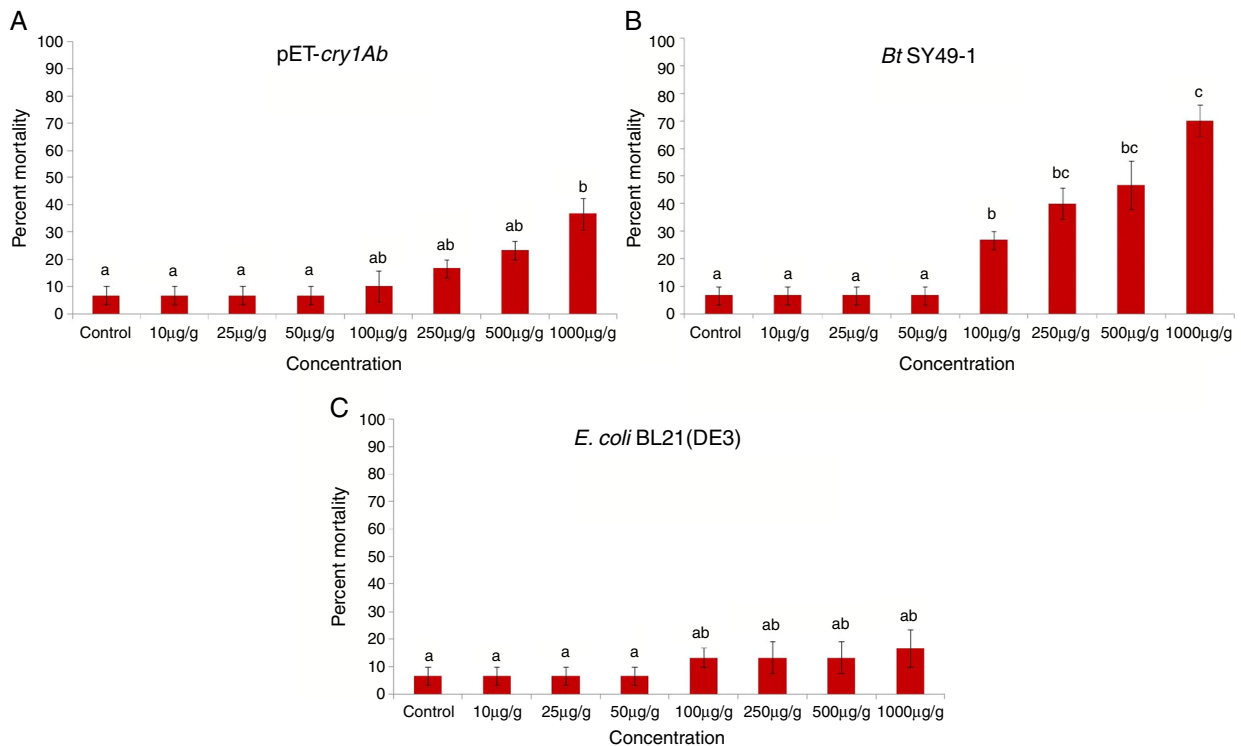 A
pET-cry1Ab
Percent mortality
100
90
80
70
60
50
40
30
20
10
0
a a a a ab ab ab b
Control 10µg/g 25µg/g 50µg/g 100µg/g 250µg/g 500µg/g 1000µg/g
Concentration
B
Bt SY49-1
Percent mortality
100
90
80
70
60
50
40
30
20
10
0
a a a a b bc bc c
Control 10µg/g 25µg/g 50µg/g 100µg/g 250µg/g 500µg/g 1000µg/g
Concentration
C
E. coli BL21(DE3)
Percent mortality
100
90
80
70
60
50
40
30
20
10
0
a a a a ab ab ab ab
Control 10µg/g 25µg/g 50µg/g 100µg/g 250µg/g 500µg/g 1000µg/g
Concentration